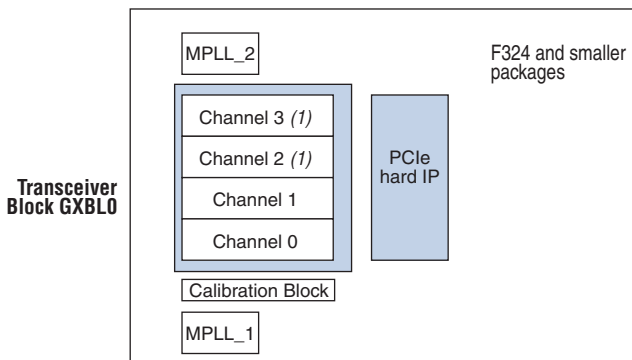 MPLL_2
F324 and smaller
packages
Channel 3 (1)
Channel 2 (1)
Channel 1
Channel 0
PCIe
hard IP
Transceiver
Block GXBL0
Calibration Block
MPLL_1